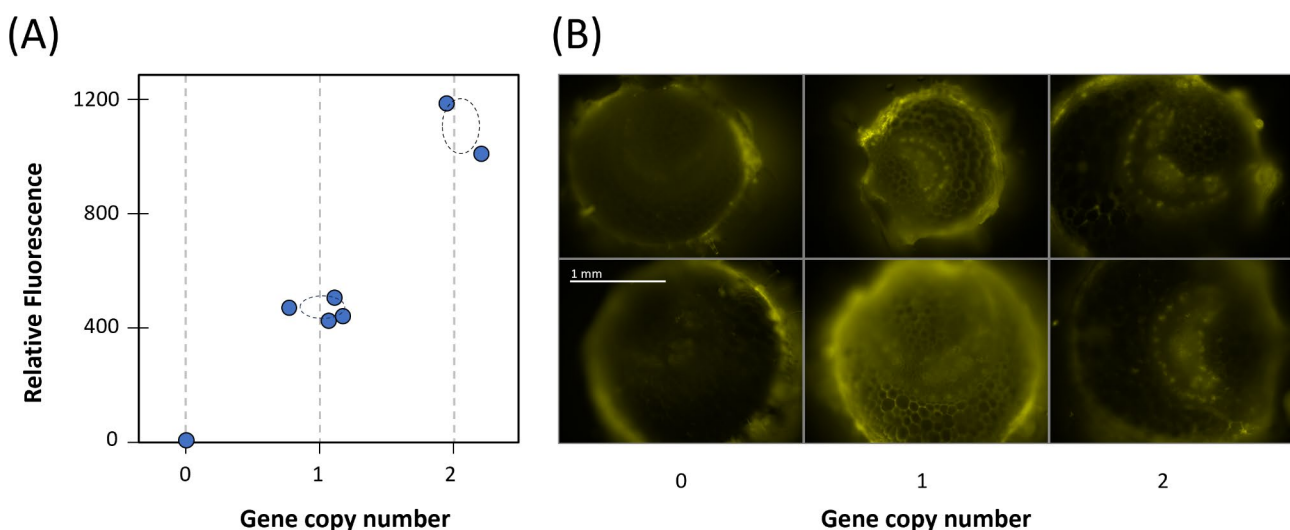 (A)
(B)
Relative Fluorescence
1200
800
400
0
0 1 2
Gene copy number
1 mm
0 1 2
Gene copy number